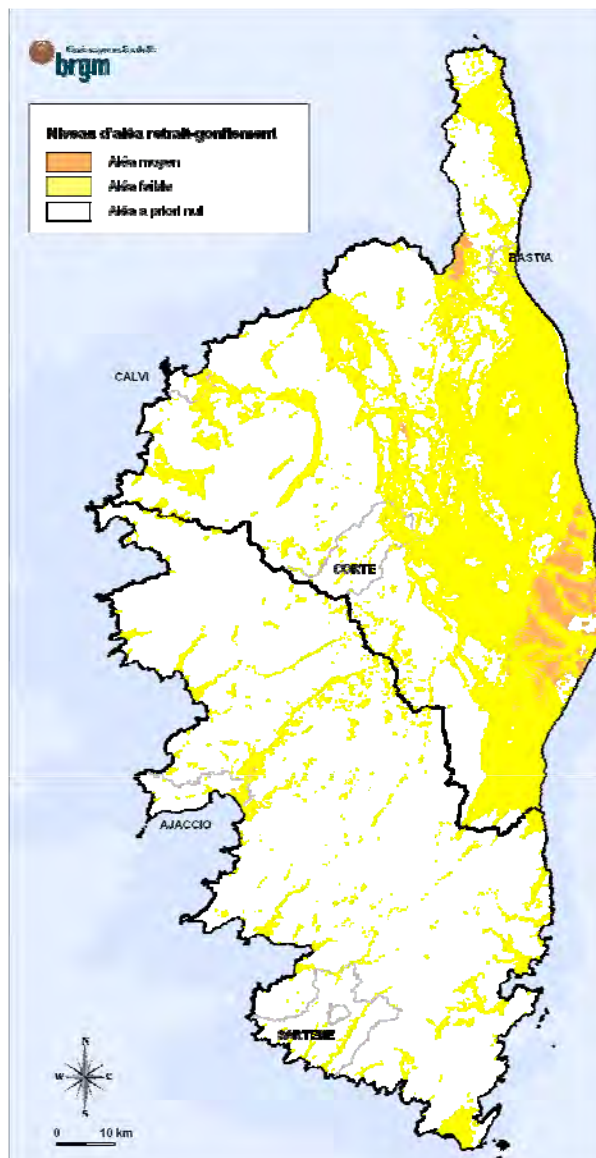 brgm
Niveau d'aléa retrait-gonflement
Aléa moyen
Aléa faible
Aléa a priori nul
BASTIA
CALVI
CORTE
AJACCIO
SARTENE
N
W
E
S
0 10 km